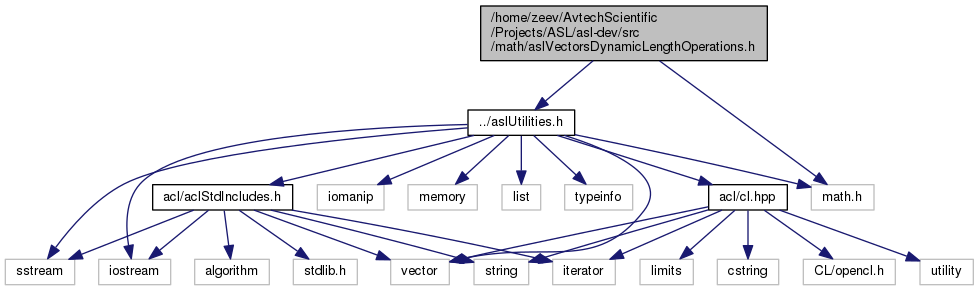 /home/zeev/AvtechScientific
/Projects/ASL/asl-dev/src
/math/aslVectorsDynamicLengthOperations.h
../aslUtilities.h
acl/aclStdIncludes.h
iomanip
memory
list
typeinfo
acl/cl.hpp
math.h
sstream
iostream
algorithm
stdlib.h
vector
string
iterator
limits
cstring
CL/opencl.h
utility